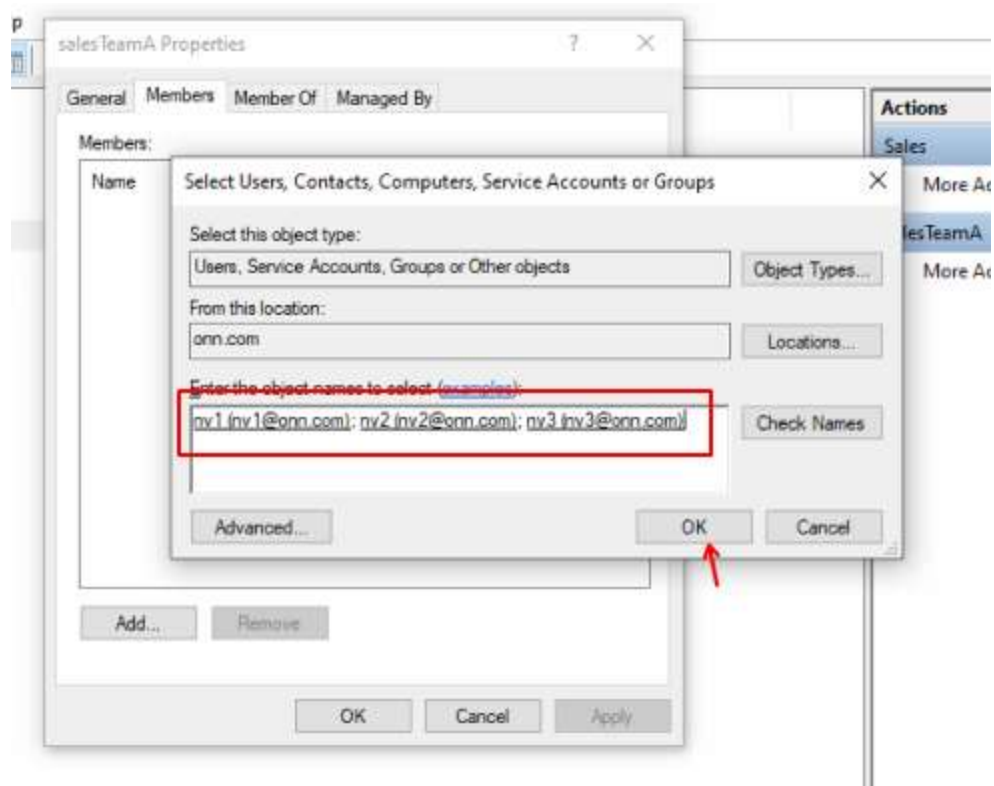 p
salesTeamA Properties
? ×
General Members Member Of Managed By
Members:
Name
Actions
Sales
More Ac
lesTeamA
More Ac
Select Users, Contacts, Computers, Service Accounts or Groups
×
Select this object type:
Users, Service Accounts, Groups or Other objects
Object Types...
From this location:
onn.com
Locations...
Enter the object names to select (examples):
nv1 (nv1@onn.com); nv2 (nv2@onn.com); nv3 (nv3@onn.com)
Check Names
Advanced...
OK
Cancel
Add...
Remove
OK
Cancel
Apply